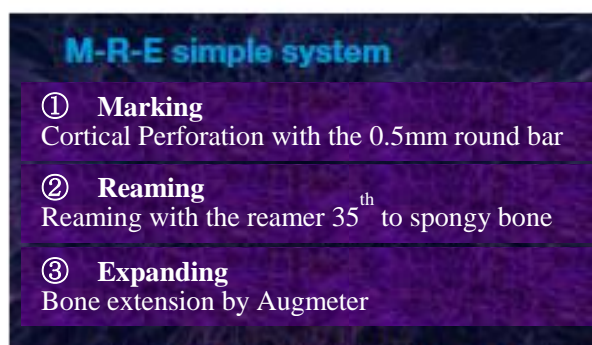 M-R-E simple system
① Marking
Cortical Perforation with the 0.5mm round bar
② Reaming
Reaming with the reamer 35th to spongy bone
③ Expanding
Bone extension by Augmeter